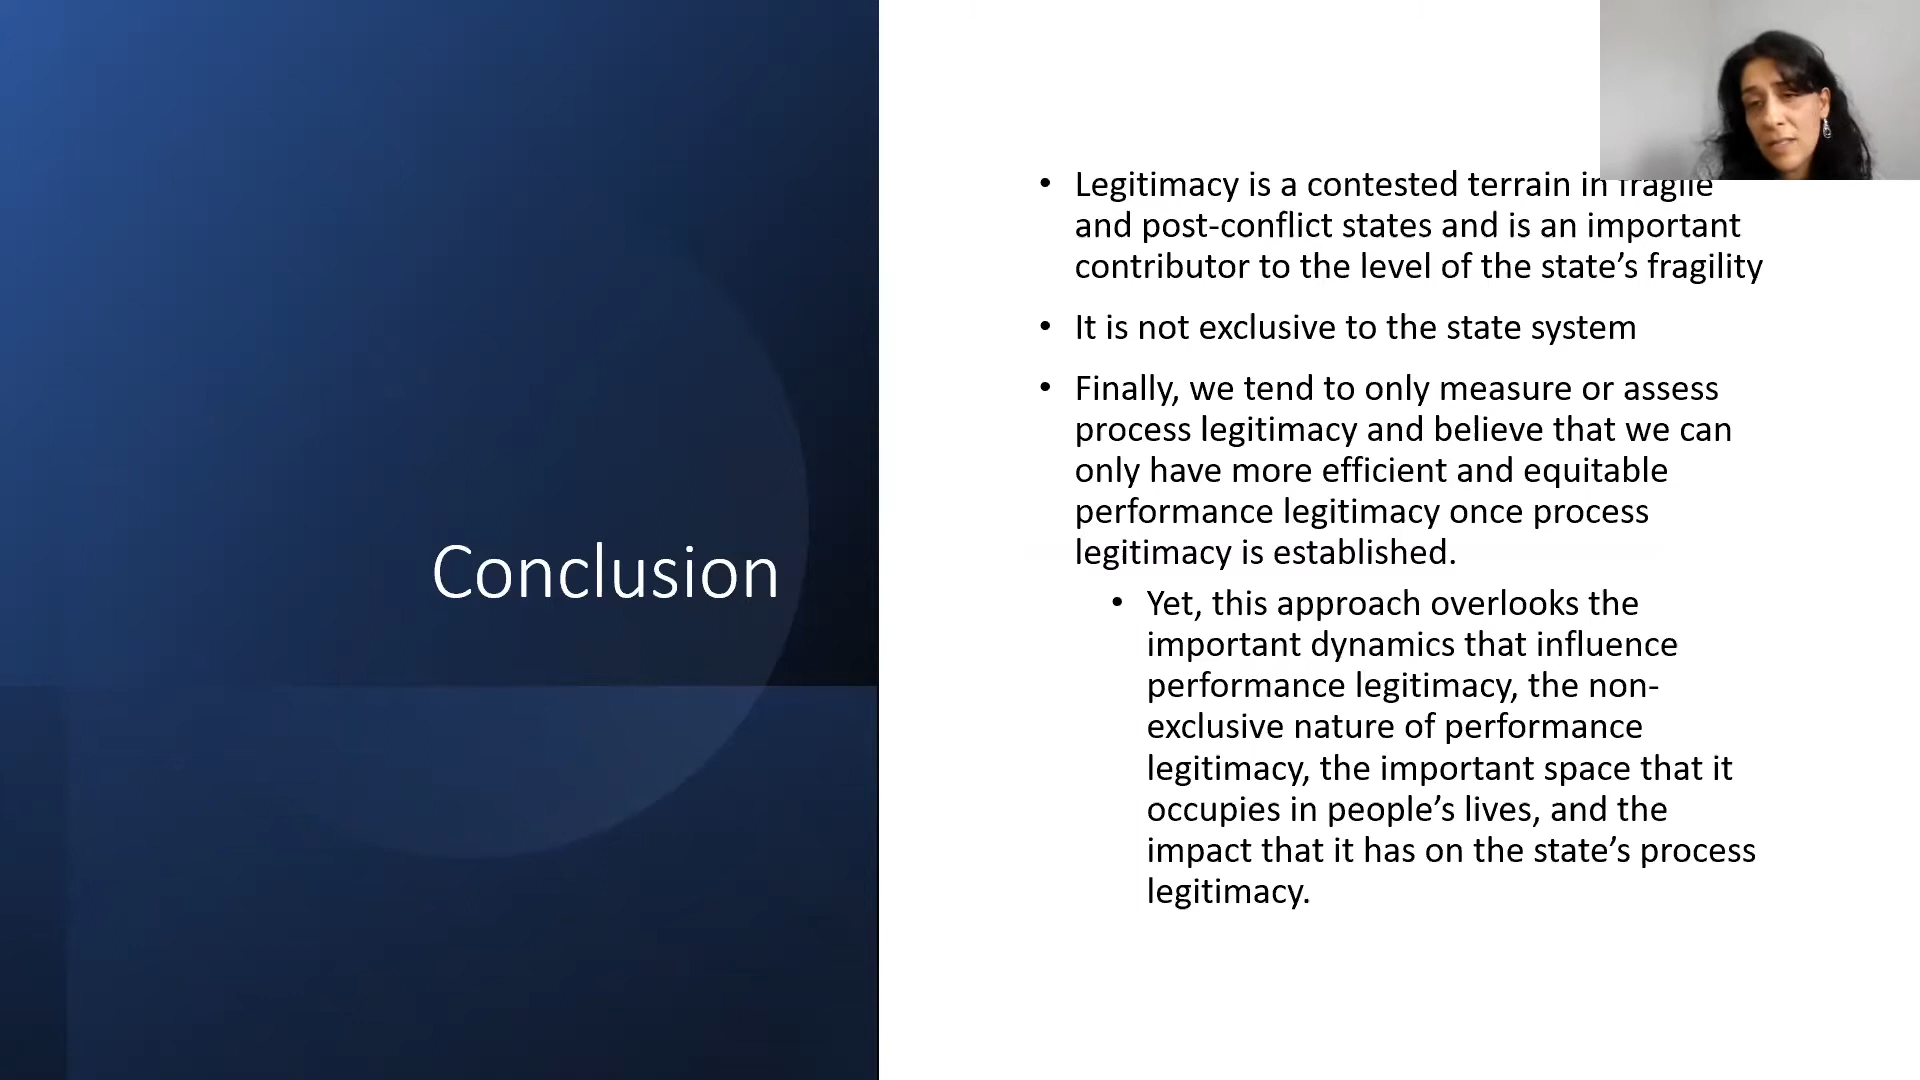 Conclusion
• Legitimacy is a contested terrain in fragile
and post-conflict states and is an important
contributor to the level of the state’s fragility
• It is not exclusive to the state system
• Finally, we tend to only measure or assess
process legitimacy and believe that we can
only have more efficient and equitable
performance legitimacy once process
legitimacy is established.
• Yet, this approach overlooks the
important dynamics that influence
performance legitimacy, the non-
exclusive nature of performance
legitimacy, the important space that it
occupies in people’s lives, and the
impact that it has on the state’s process
legitimacy.